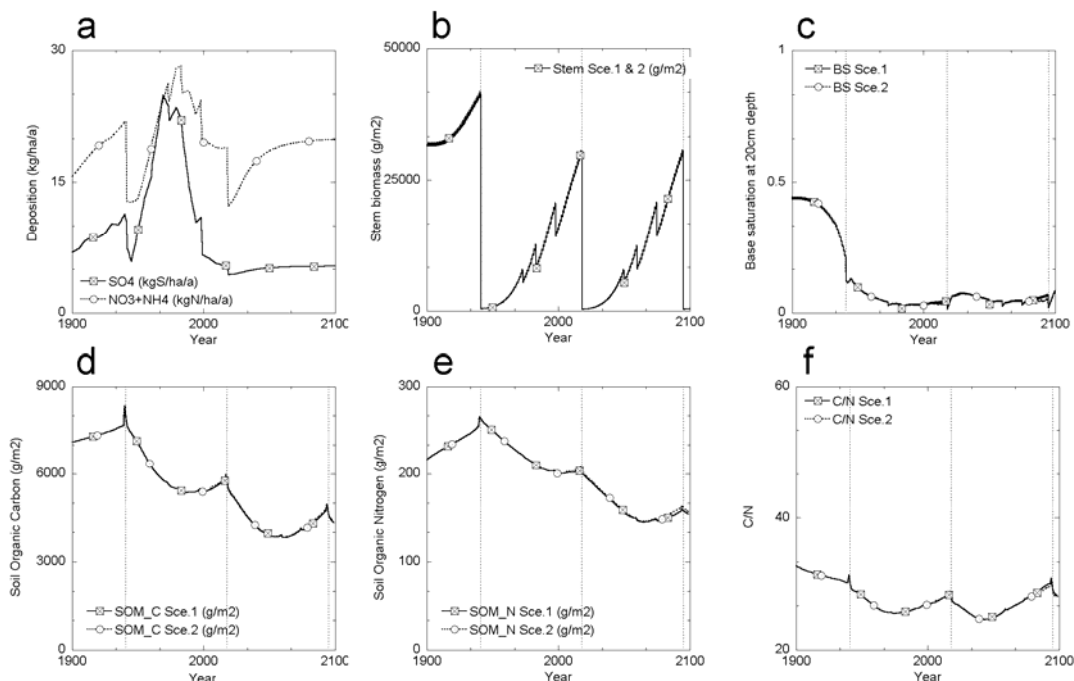 a
Deposition (kg/ha/a)
30
15
0
SO4 (kgS/ha/a)
NO3+NH4 (kgN/ha/a)
1900
2000
2100
Year
b
Stem biomass (g/m2)
50000
25000
0
Stem Sce.1 & 2 (g/m2)
1900
2000
2100
Year
c
Base saturation at 20cm depth
1
0.5
0
BS Sce.1
BS Sce.2
1900
2000
2100
Year
d
Soil Organic Carbon (g/m2)
9000
6000
3000
0
SOM_C Sce.1 (g/m2)
SOM_C Sce.2 (g/m2)
1900
2000
2100
Year
e
Soil Organic Nitrogen (g/m2)
300
200
100
0
SOM_N Sce.1 (g/m2)
SOM_N Sce.2 (g/m2)
1900
2000
2100
Year
f
C/N
60
40
20
C/N Sce.1
C/N Sce.2
1900
2000
2100
Year